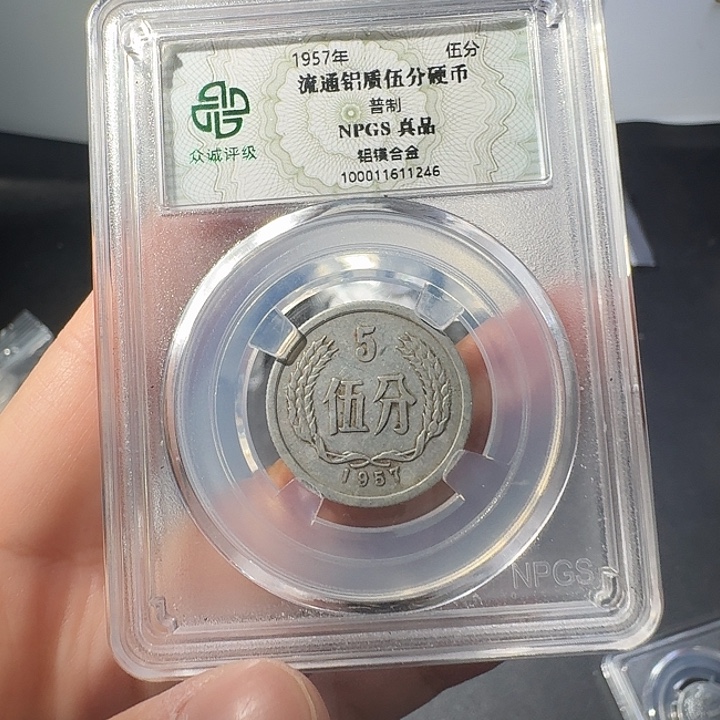 1957年 伍分
流通铝质伍分硬币
普制
NPGS 真品
铝镁合金
100011611246
众诚评级
5
伍分
1957
NPGS